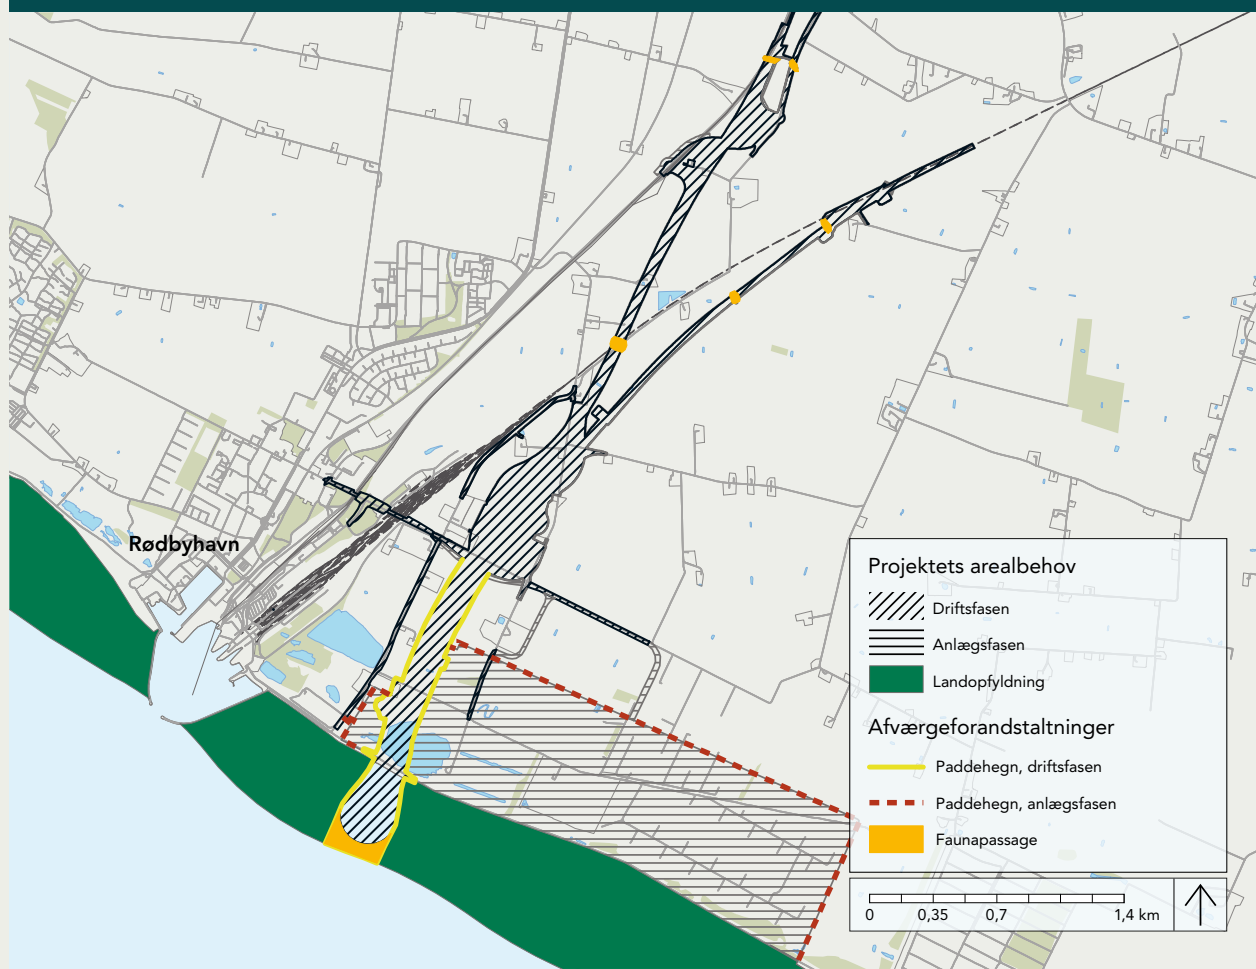 Rødbyhavn
Projektets arealbehov
Driftsfasen
Anlægsfasen
Landopfyldning
Afværgeforandstaltninger
Paddehegn, driftsfasen
Paddehegn, anlægsfasen
Faunapassage
0 0,35 0,7 1,4 km